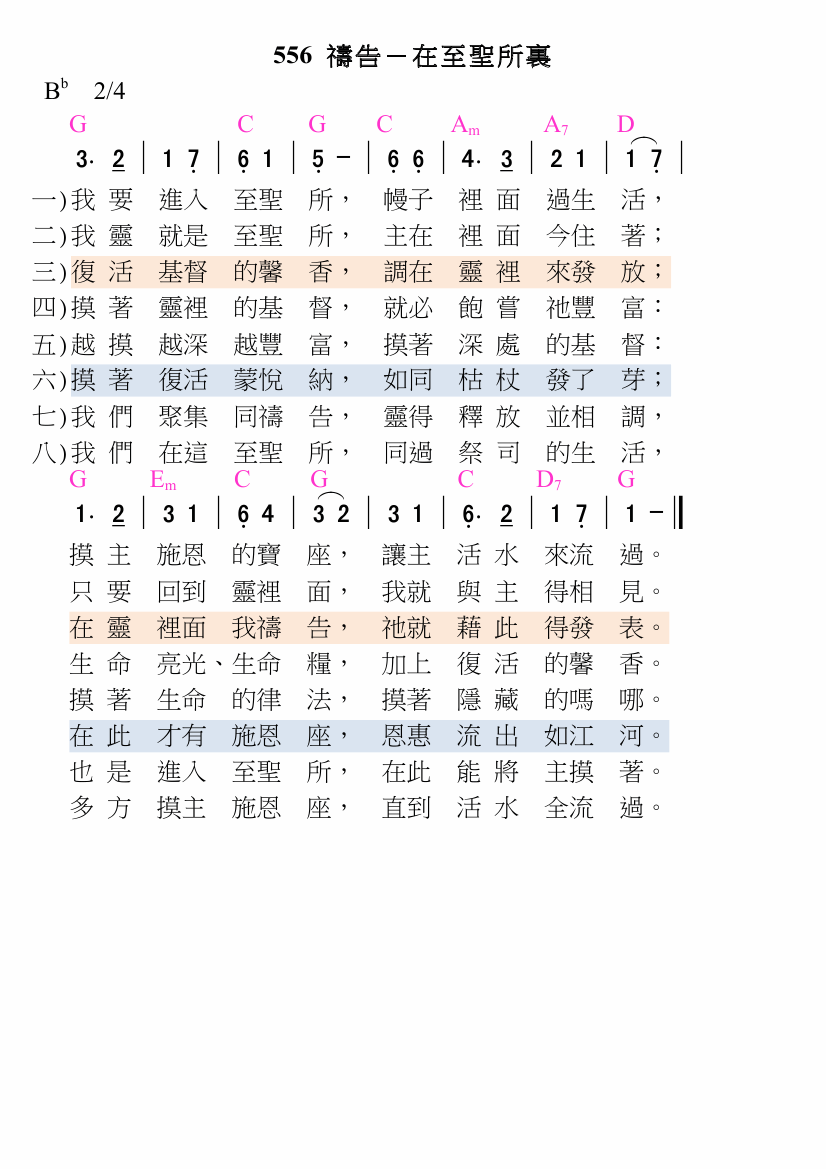 556 禱告－在至聖所裏
Bb 2/4
G C G C Am A7 D
3. 2 | 1 7 | 6 1 | 5 － | 6 6 | 4. 3 | 2 1 | 1 7 |
一)我 要 進入 至聖 所， 幔子 裡 面 過生 活，
二)我 靈 就是 至聖 所， 主在 裡 面 今住 著；
三)復 活 基督 的馨 香， 調在 靈 裡 來發 放；
四)摸 著 靈裡 的基 督， 就必 飽 嘗 祂豐 富：
五)越 摸 越深 越豐 富， 摸著 深 處 的基 督：
六)摸 著 復活 蒙悅 納， 如同 枯 杖 發了 芽；
七)我 們 聚集 同禱 告， 靈得 釋 放 並相 調，
八)我 們 在這 至聖 所， 同過 祭 司 的生 活，
G Em C G C D7 G
1. 2 | 3 1 | 6 4 | 3 2 | 3 1 | 6. 2 | 1 7 | 1 － ‖
摸 主 施恩 的寶 座， 讓主 活 水 來流 過。
只 要 回到 靈裡 面， 我就 與 主 得相 見。
在 靈 裡面 我禱 告， 祂就 藉 此 得發 表。
生 命 亮光、生命 糧， 加上 復 活 的馨 香。
摸 著 生命 的律 法， 摸著 隱 藏 的嗎 哪。
在 此 才有 施恩 座， 恩惠 流 出 如江 河。
也 是 進入 至聖 所， 在此 能 將 主摸 著。
多 方 摸主 施恩 座， 直到 活 水 全流 過。